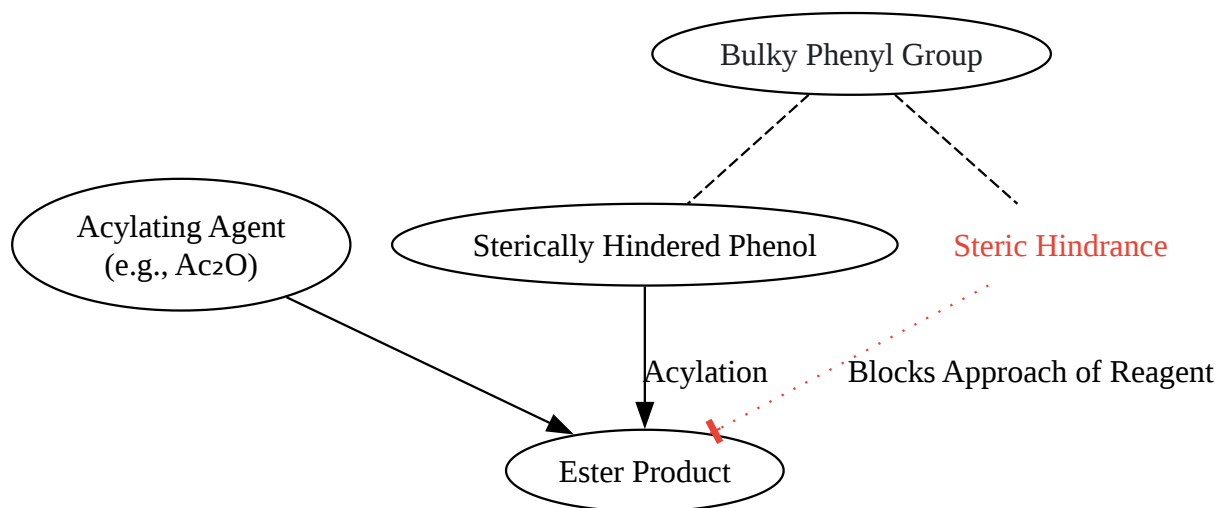 Bulky Phenyl Group
Acylating Agent
(e.g., Ac₂O)
Sterically Hindered Phenol
Steric Hindrance
Acylation
Blocks Approach of Reagent
Ester Product